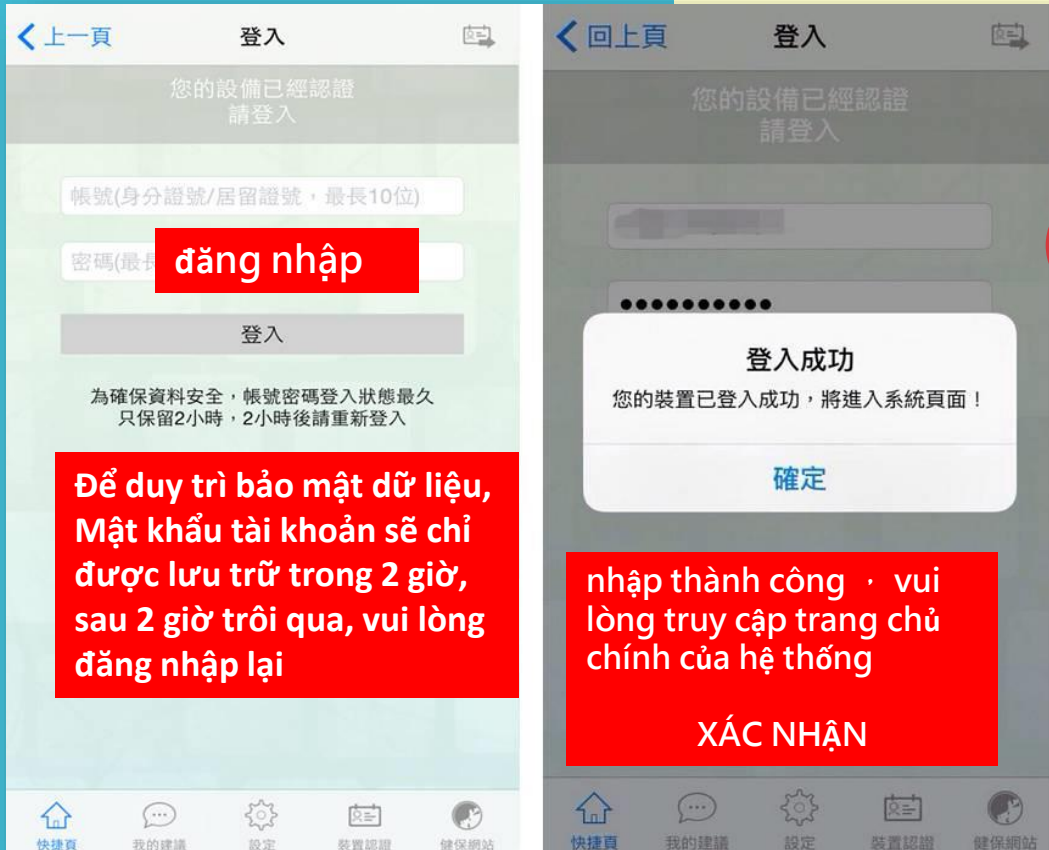 上一頁
登入
您的設備已經認證
請登入
帳號(身分證號/居留證號，最長10位)
密碼(最長
đăng nhập
登入
為確保資料安全，帳號密碼登入狀態最久
只保留2小時，2小時後請重新登入
Để duy trì bảo mật dữ liệu,
Mật khẩu tài khoản sẽ chỉ
được lưu trữ trong 2 giờ,
sau 2 giờ trôi qua, vui lòng
đăng nhập lại
快捷頁
我的建議
設定
裝置認證
健保網站
回上頁
登入
您的設備已經認證
請登入
登入成功
您的裝置已登入成功，將進入系統頁面！
確定
nhập thành công ， vui
lòng truy cập trang chủ
chính của hệ thống
XÁC NHẬN
快捷頁
我的建議
設定
裝置認證
健保網站